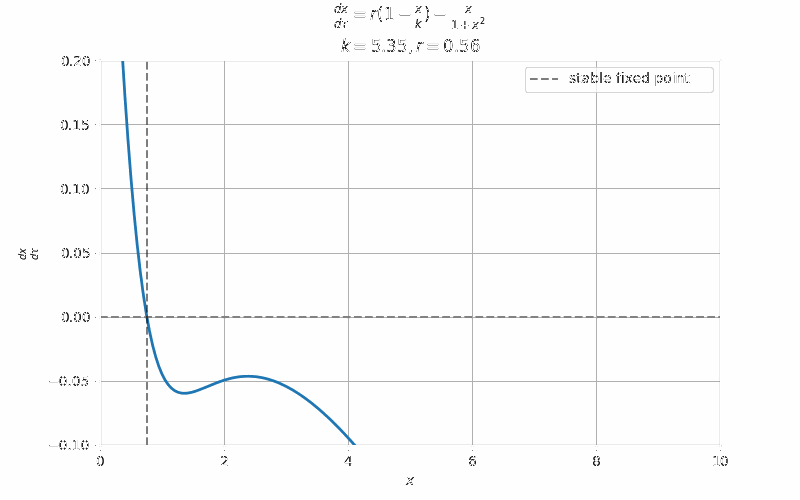 dx/dτ = r(1 − x/k) − x/(1+x²)
k = 5.35, r = 0.56
0.20
stable fixed point
0.15
0.10
0.05
dx/dτ
0.00
−0.05
−0.10
0 2 4 6 8 10
x